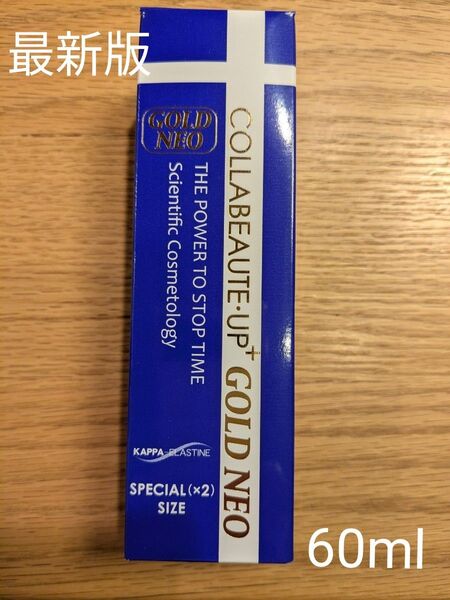 最新版
GOLD
NEO
COLLABEAUTE·UP+ GOLD NEO
THE POWER TO STOP TIME
Scientific Cosmetology
KAPPA-ELASTINE
SPECIAL(×2)
SIZE
60ml